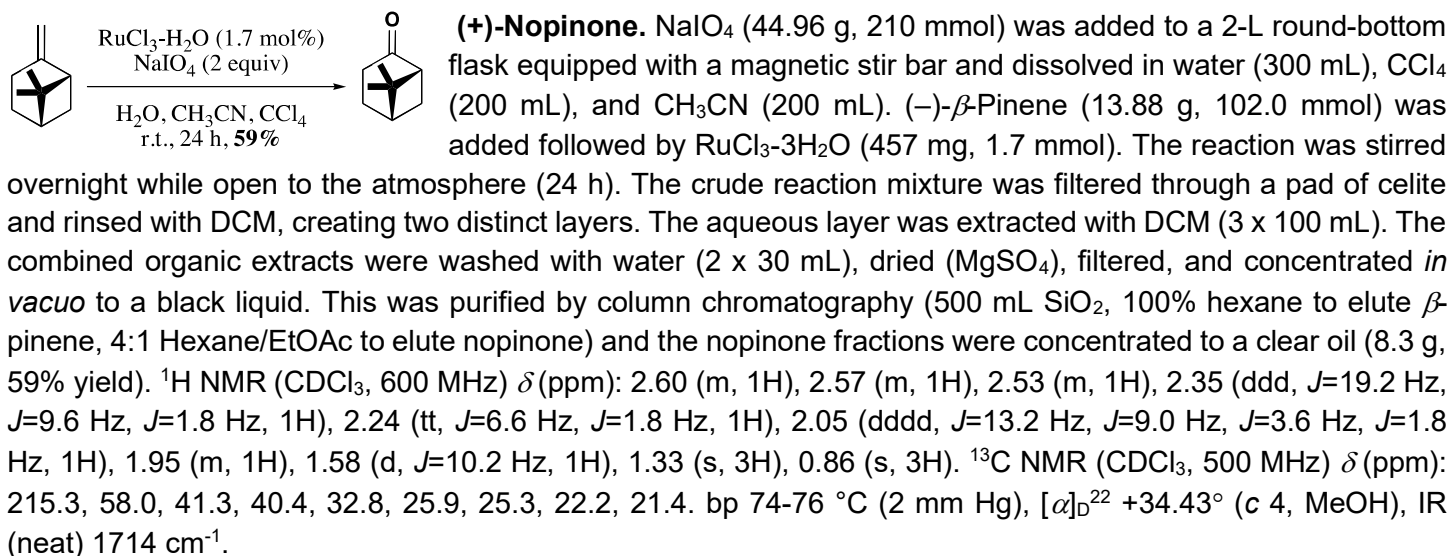 O
RuCl₃-H₂O (1.7 mol%)
NaIO₄ (2 equiv)
H₂O, CH₃CN, CCl₄
r.t., 24 h, 59%
O
(+)-Nopinone. NaIO₄ (44.96 g, 210 mmol) was added to a 2-L round-bottom
flask equipped with a magnetic stir bar and dissolved in water (300 mL), CCl₄
(200 mL), and CH₃CN (200 mL). (–)-β-Pinene (13.88 g, 102.0 mmol) was
added followed by RuCl₃-3H₂O (457 mg, 1.7 mmol). The reaction was stirred
overnight while open to the atmosphere (24 h). The crude reaction mixture was filtered through a pad of celite
and rinsed with DCM, creating two distinct layers. The aqueous layer was extracted with DCM (3 x 100 mL). The
combined organic extracts were washed with water (2 x 30 mL), dried (MgSO₄), filtered, and concentrated in
vacuo to a black liquid. This was purified by column chromatography (500 mL SiO₂, 100% hexane to elute β-
pinene, 4:1 Hexane/EtOAc to elute nopinone) and the nopinone fractions were concentrated to a clear oil (8.3 g,
59% yield). ¹H NMR (CDCl₃, 600 MHz) δ (ppm): 2.60 (m, 1H), 2.57 (m, 1H), 2.53 (m, 1H), 2.35 (ddd, J=19.2 Hz,
J=9.6 Hz, J=1.8 Hz, 1H), 2.24 (tt, J=6.6 Hz, J=1.8 Hz, 1H), 2.05 (dddd, J=13.2 Hz, J=9.0 Hz, J=3.6 Hz, J=1.8
Hz, 1H), 1.95 (m, 1H), 1.58 (d, J=10.2 Hz, 1H), 1.33 (s, 3H), 0.86 (s, 3H). ¹³C NMR (CDCl₃, 500 MHz) δ (ppm):
215.3, 58.0, 41.3, 40.4, 32.8, 25.9, 25.3, 22.2, 21.4. bp 74-76 °C (2 mm Hg), [α]D²² +34.43° (c 4, MeOH), IR
(neat) 1714 cm⁻¹.